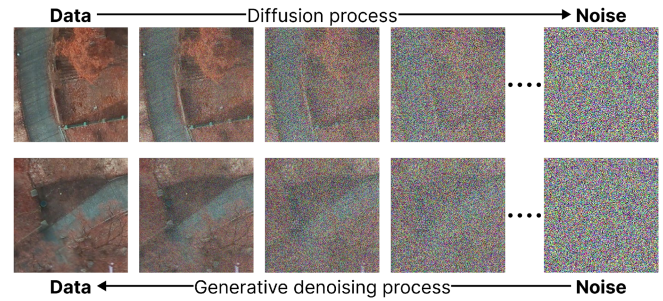 Data Diffusion process Noise
Data Generative denoising process Noise